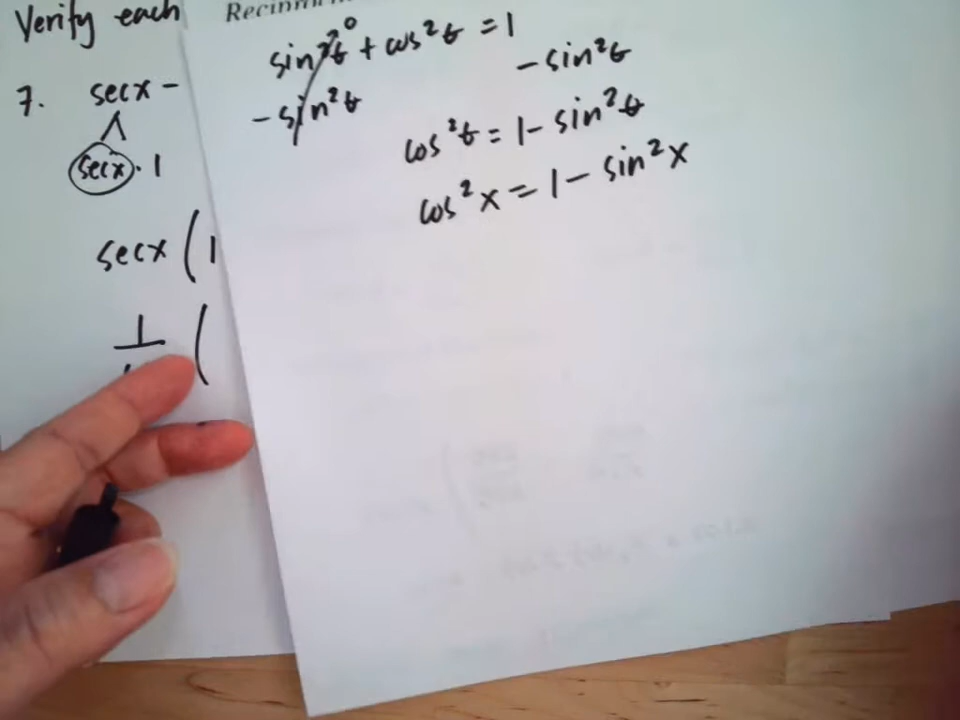 Verify each
7. secx -
secx · 1
secx ( 1
1 (
sin²θ 0 + cos²θ = 1
- sin²θ - sin²θ
cos²θ = 1 - sin²θ
cos²x = 1 - sin²x